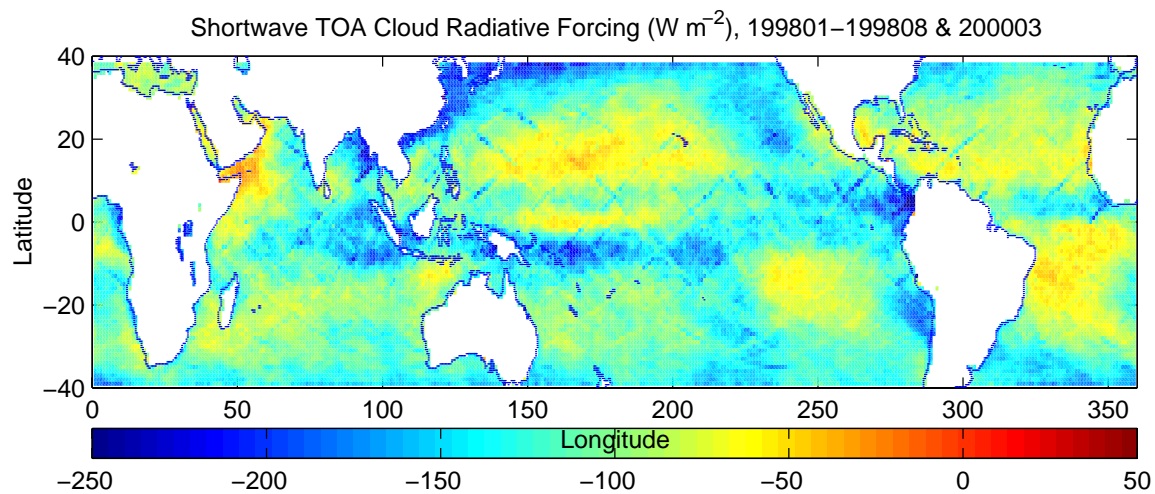 Shortwave TOA Cloud Radiative Forcing (W m−2), 199801−199808 & 200003
40
20
0
−20
−40
Latitude
0 50 100 150 200 250 300 350
Longitude
−250 −200 −150 −100 −50 0 50